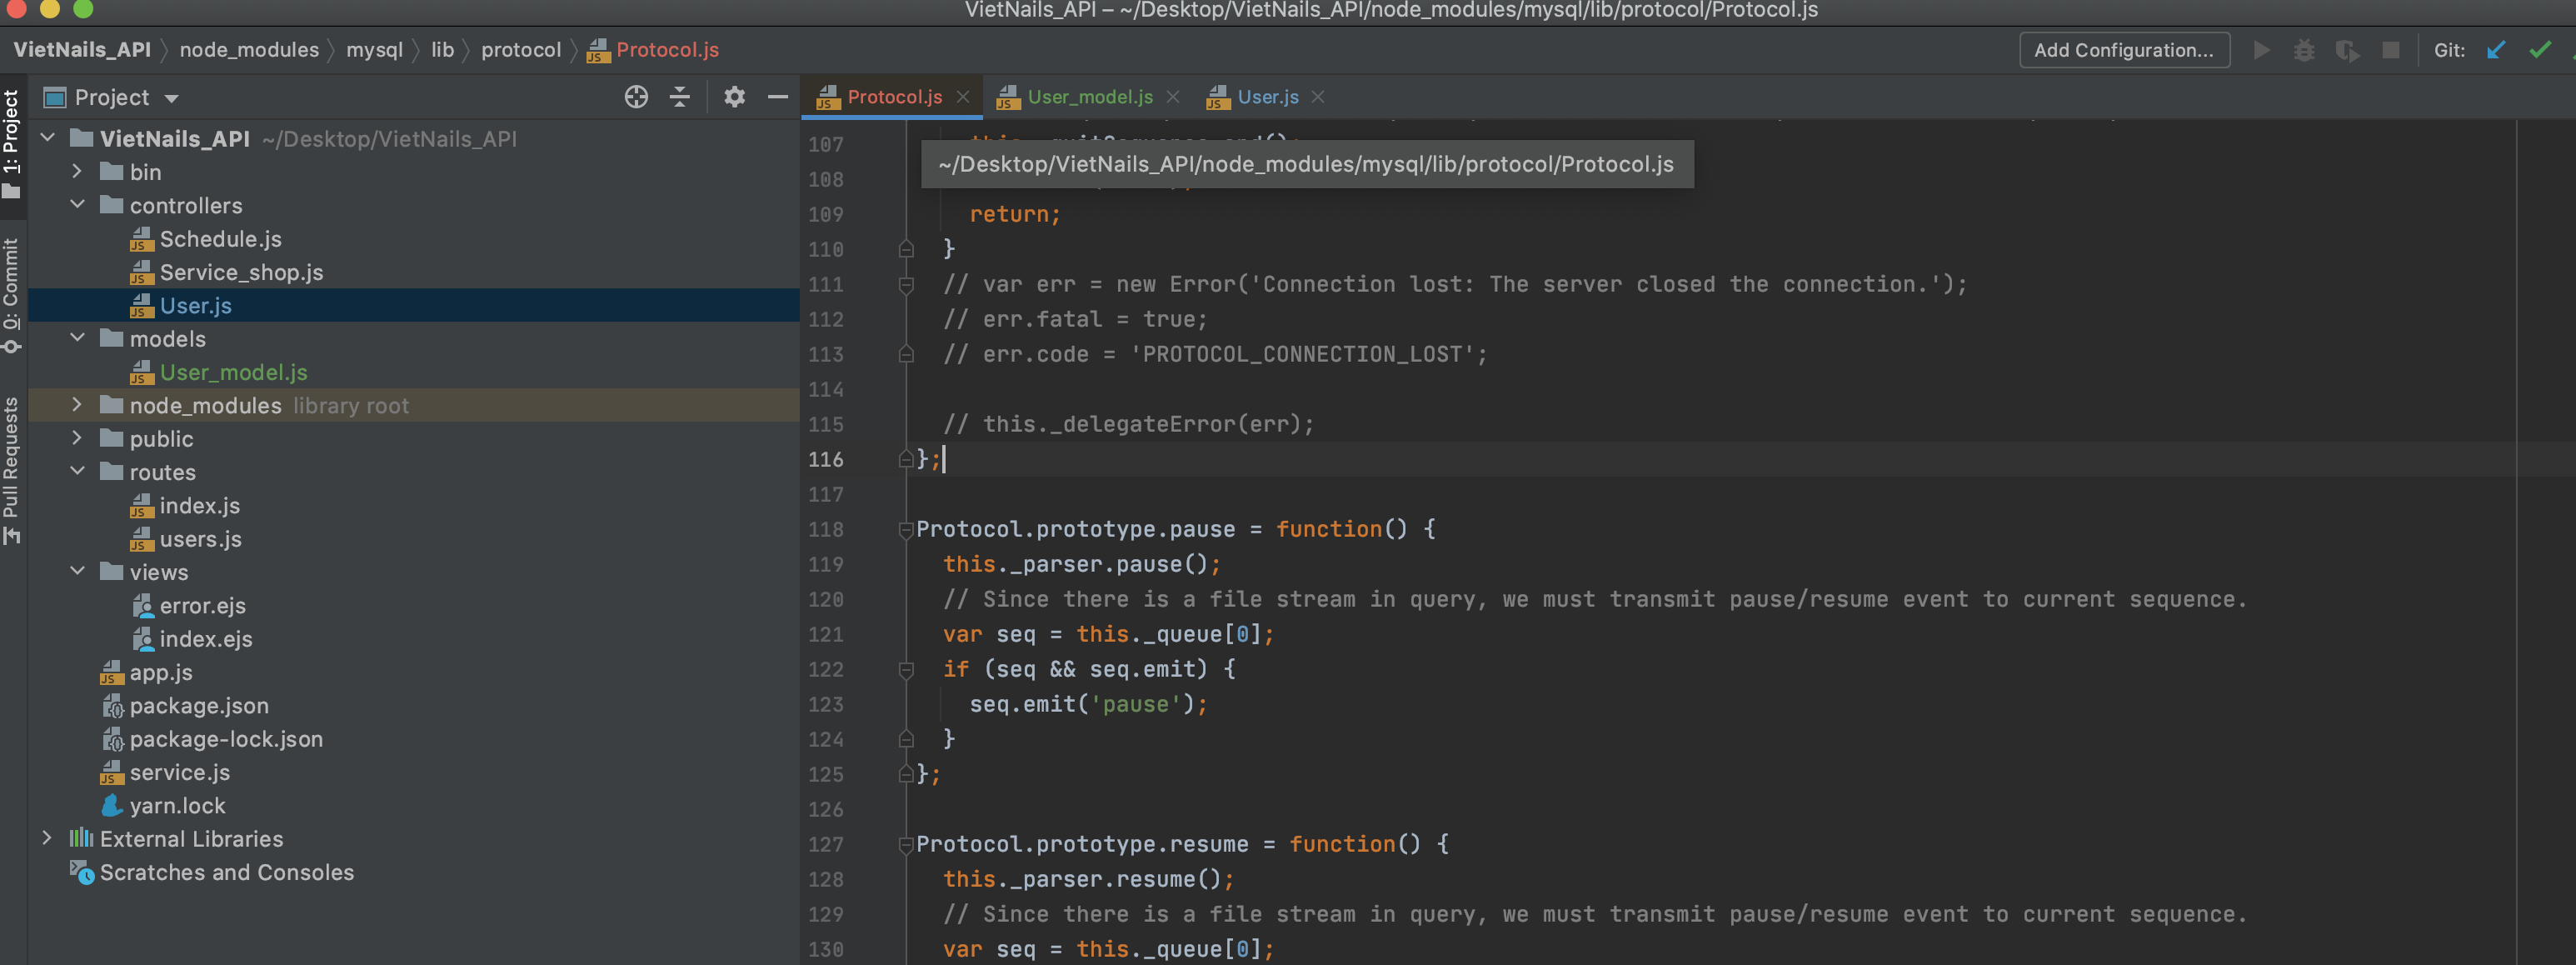 VietNails_API – ~/Desktop/VietNails_API/node_modules/mysql/lib/protocol/Protocol.js
VietNails_API node_modules mysql lib protocol Protocol.js
Add Configuration... Git:
1: Project
0: Commit
Pull Requests
Project
VietNails_API ~/Desktop/VietNails_API
bin
controllers
Schedule.js
Service_shop.js
User.js
models
User_model.js
node_modules library root
public
routes
index.js
users.js
views
error.ejs
index.ejs
app.js
package.json
package-lock.json
service.js
yarn.lock
External Libraries
Scratches and Consoles
Protocol.js User_model.js User.js
107
~/Desktop/VietNails_API/node_modules/mysql/lib/protocol/Protocol.js
108
109 return;
110 }
111 // var err = new Error('Connection lost: The server closed the connection.');
112 // err.fatal = true;
113 // err.code = 'PROTOCOL_CONNECTION_LOST';
114
115 // this._delegateError(err);
116 };
117
118 Protocol.prototype.pause = function() {
119 this._parser.pause();
120 // Since there is a file stream in query, we must transmit pause/resume event to current sequence.
121 var seq = this._queue[0];
122 if (seq && seq.emit) {
123 seq.emit('pause');
124 }
125 };
126
127 Protocol.prototype.resume = function() {
128 this._parser.resume();
129 // Since there is a file stream in query, we must transmit pause/resume event to current sequence.
130 var seq = this._queue[0];